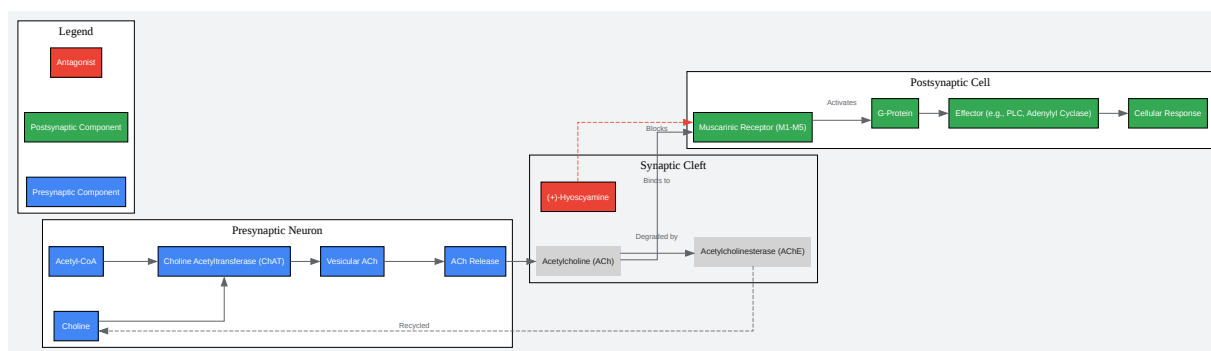 Legend
Antagonist
Postsynaptic Component
Presynaptic Component
Postsynaptic Cell
Activates
Muscarinic Receptor (M1-M5)
G-Protein
Effector (e.g., PLC, Adenylyl Cyclase)
Cellular Response
Blocks
Synaptic Cleft
Binds to
(+)-Hyoscyamine
Degraded by
Acetylcholine (ACh)
Acetylcholinesterase (AChE)
Presynaptic Neuron
Acetyl-CoA
Choline Acetyltransferase (ChAT)
Vesicular ACh
ACh Release
Choline
Recycled